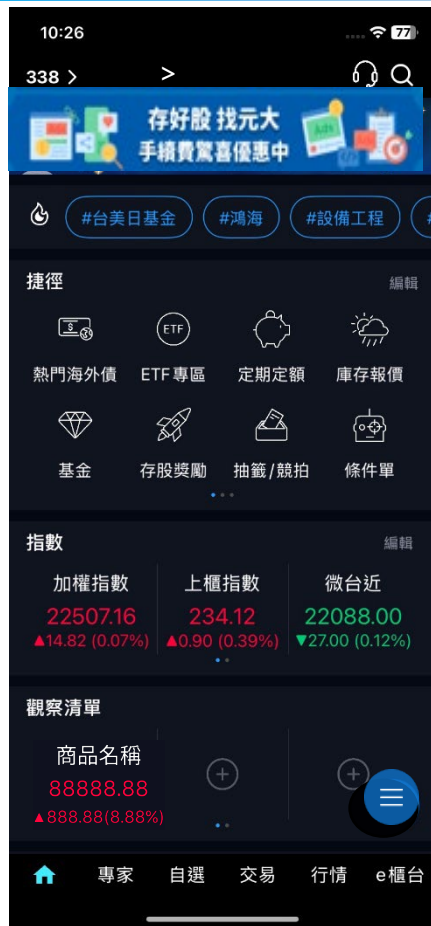 10:26
77
338 >
>
存好股 找元大
手續費驚喜優惠中
Ads
#台美日基金
#鴻海
#設備工程
#
捷徑
編輯
$
ETF
熱門海外債
ETF專區
定期定額
庫存報價
基金
存股獎勵
抽籤/競拍
條件單
指數
編輯
加權指數
上櫃指數
微台近
22507.16
234.12
22088.00
▲14.82 (0.07%)
▲0.90 (0.39%)
▼27.00 (0.12%)
觀察清單
商品名稱
88888.88
▲888.88(8.88%)
專家
自選
交易
行情
e櫃台